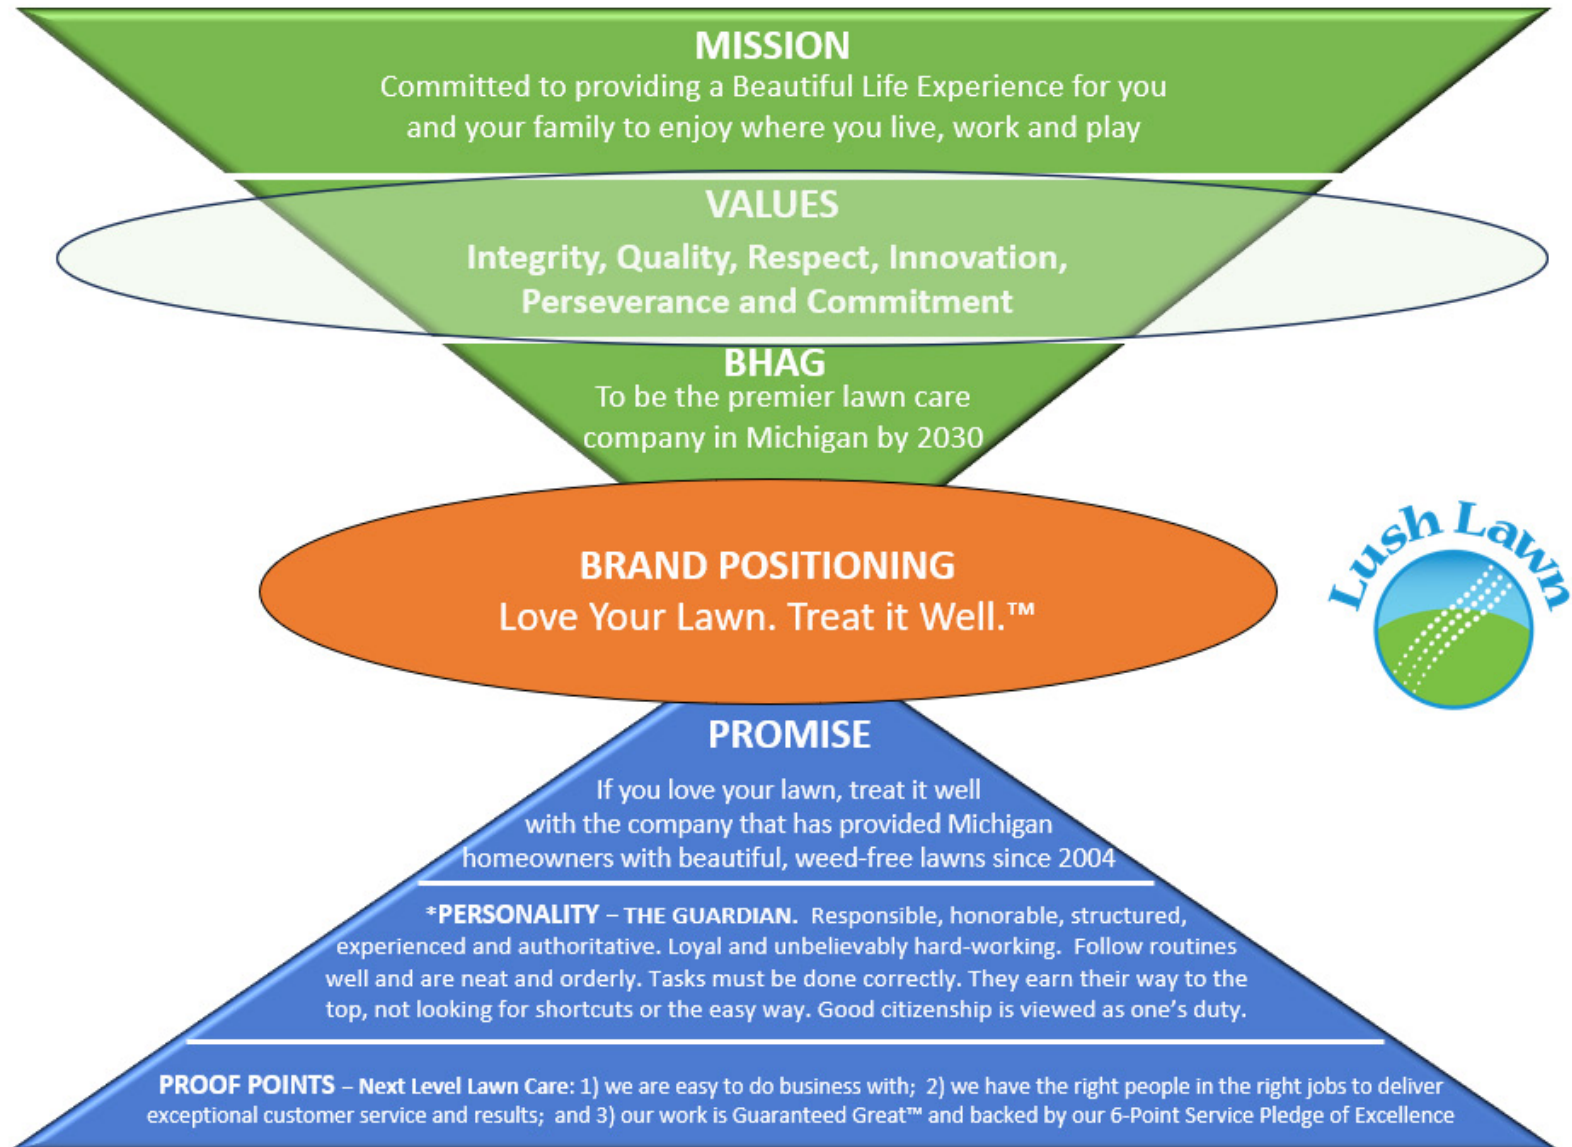 MISSION
Committed to providing a Beautiful Life Experience for you
and your family to enjoy where you live, work and play
VALUES
Integrity, Quality, Respect, Innovation,
Perseverance and Commitment
BHAG
To be the premier lawn care
company in Michigan by 2030
BRAND POSITIONING
Love Your Lawn. Treat it Well.™
Lush Lawn
PROMISE
If you love your lawn, treat it well
with the company that has provided Michigan
homeowners with beautiful, weed-free lawns since 2004
*PERSONALITY – THE GUARDIAN. Responsible, honorable, structured,
experienced and authoritative. Loyal and unbelievably hard-working. Follow routines
well and are neat and orderly. Tasks must be done correctly. They earn their way to the
top, not looking for shortcuts or the easy way. Good citizenship is viewed as one’s duty.
PROOF POINTS – Next Level Lawn Care: 1) we are easy to do business with; 2) we have the right people in the right jobs to deliver
exceptional customer service and results; and 3) our work is Guaranteed Great™ and backed by our 6-Point Service Pledge of Excellence